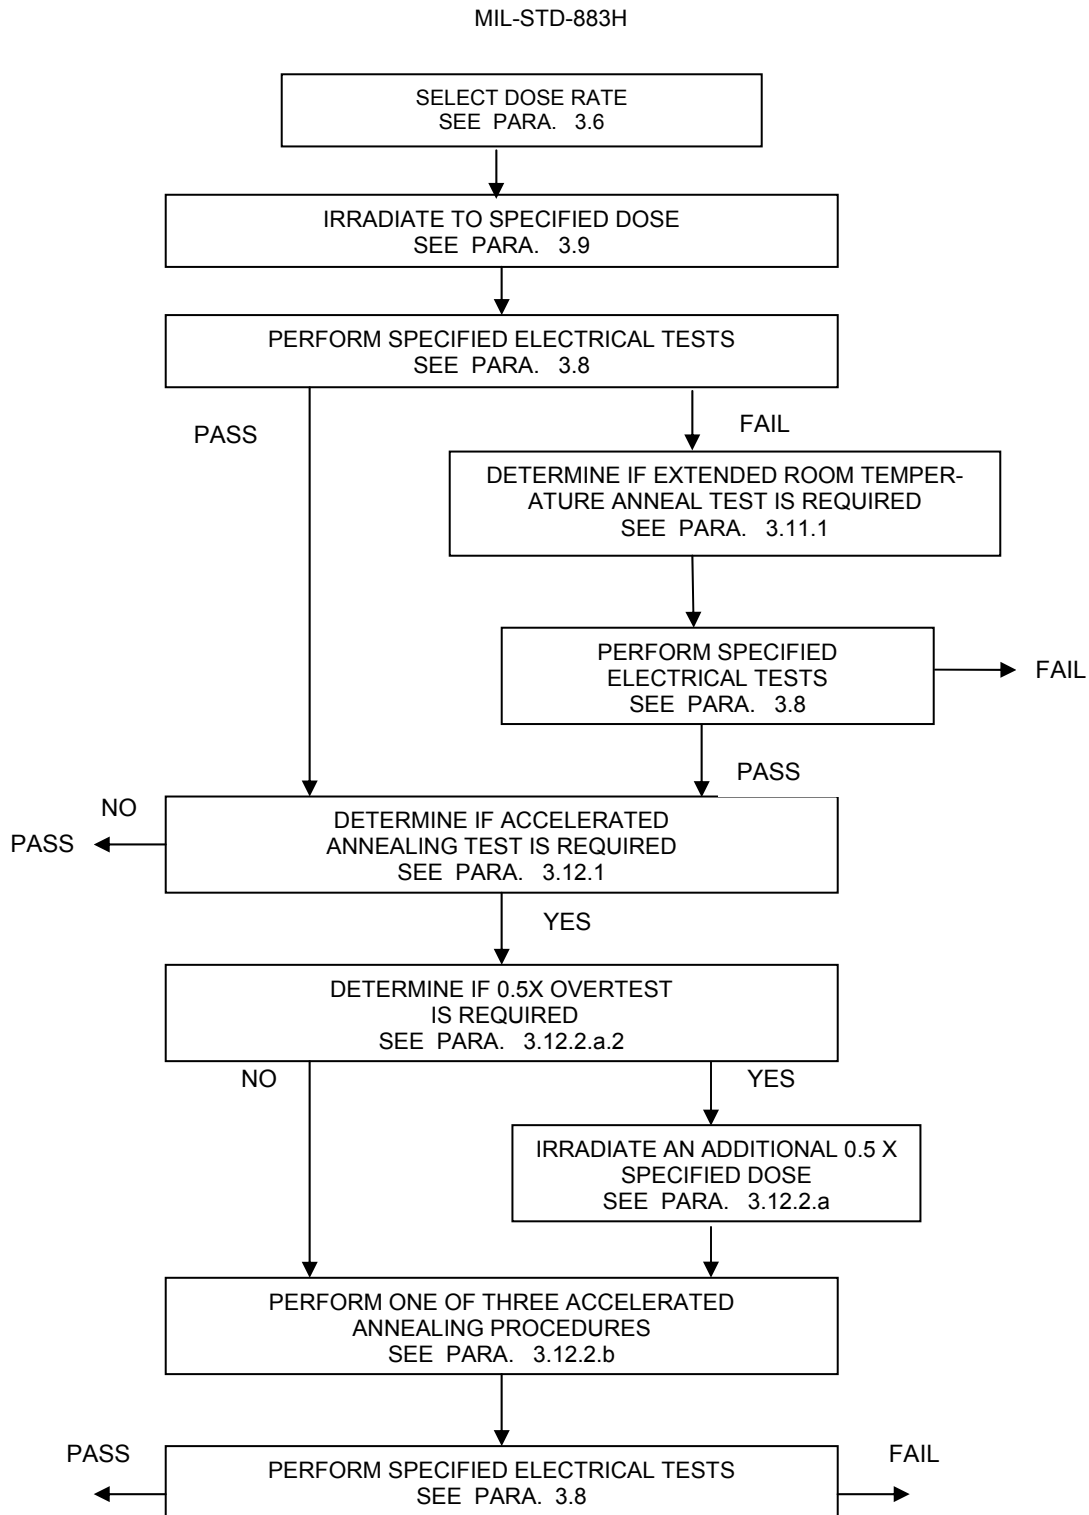 MIL-STD-883H
SELECT DOSE RATE
SEE PARA. 3.6
IRRADIATE TO SPECIFIED DOSE
SEE PARA. 3.9
PERFORM SPECIFIED ELECTRICAL TESTS
SEE PARA. 3.8
PASS
FAIL
DETERMINE IF EXTENDED ROOM TEMPER-
ATURE ANNEAL TEST IS REQUIRED
SEE PARA. 3.11.1
PERFORM SPECIFIED
ELECTRICAL TESTS
SEE PARA. 3.8
FAIL
PASS
NO
PASS
DETERMINE IF ACCELERATED
ANNEALING TEST IS REQUIRED
SEE PARA. 3.12.1
YES
DETERMINE IF 0.5X OVERTEST
IS REQUIRED
SEE PARA. 3.12.2.a.2
NO
YES
IRRADIATE AN ADDITIONAL 0.5 X
SPECIFIED DOSE
SEE PARA. 3.12.2.a
PERFORM ONE OF THREE ACCELERATED
ANNEALING PROCEDURES
SEE PARA. 3.12.2.b
PASS
FAIL
PERFORM SPECIFIED ELECTRICAL TESTS
SEE PARA. 3.8